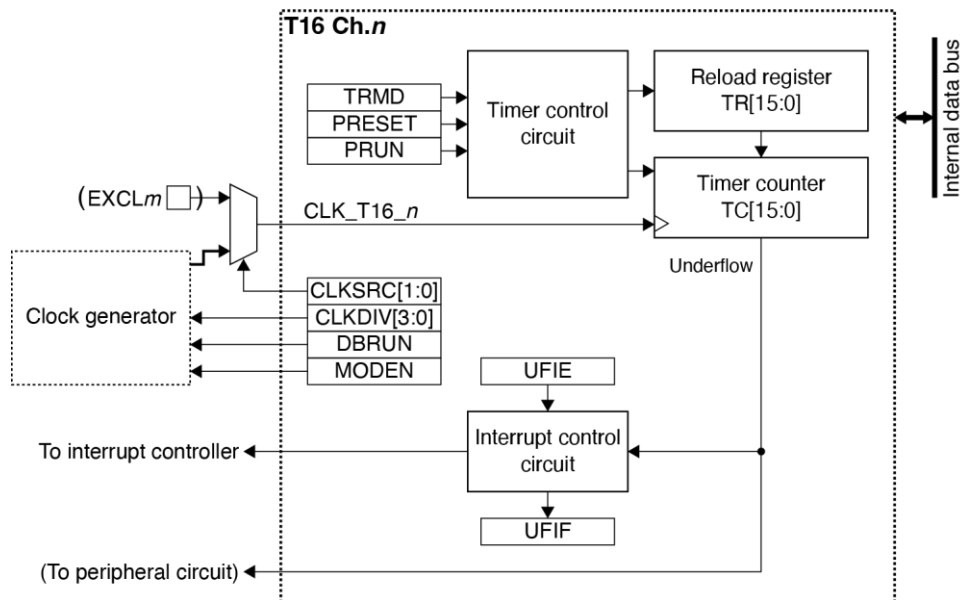 T16 Ch.n
TRMD
PRESET
PRUN
Timer control
circuit
Reload register
TR[15:0]
Timer counter
TC[15:0]
Internal data bus
(EXCLm )
CLK_T16_n
Underflow
Clock generator
CLKSRC[1:0]
CLKDIV[3:0]
DBRUN
MODEN
UFIE
Interrupt control
circuit
UFIF
To interrupt controller
(To peripheral circuit)